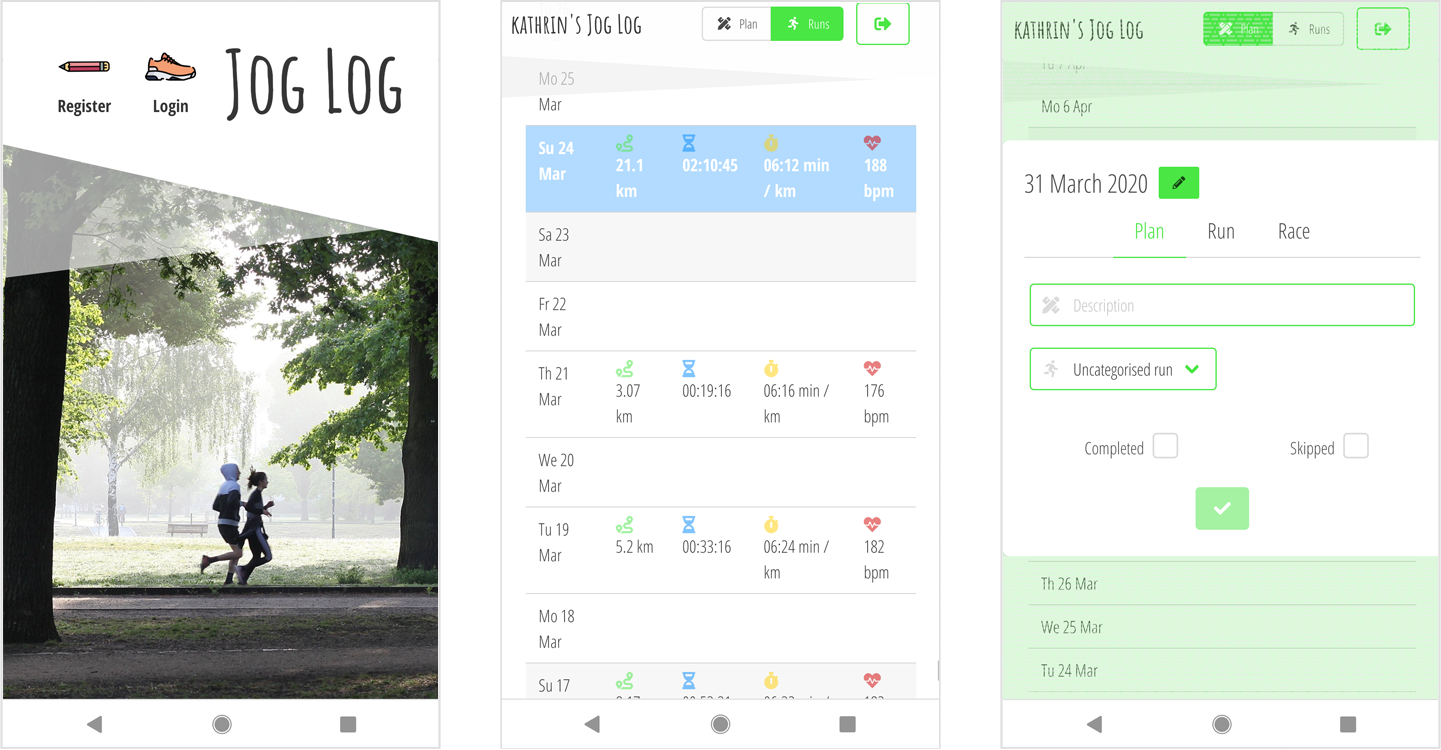 Jog Log
Register
Login
KATHRIN'S JOG LOG
Plan
Runs
Mo 25
Mar
Su 24
Mar
21.1
km
02:10:45
06:12 min
/ km
188
bpm
Sa 23
Mar
Fr 22
Mar
Th 21
Mar
3.07
km
00:19:16
06:16 min /
km
176
bpm
We 20
Mar
Tu 19
Mar
5.2 km
00:33:16
06:24 min /
km
182
bpm
Mo 18
Mar
Su 17
KATHRIN'S JOG LOG
Plan
Runs
Tu 7 Apr
Mo 6 Apr
31 March 2020
Plan
Run
Race
Description
Uncategorised run
Completed
Skipped
Th 26 Mar
We 25 Mar
Tu 24 Mar